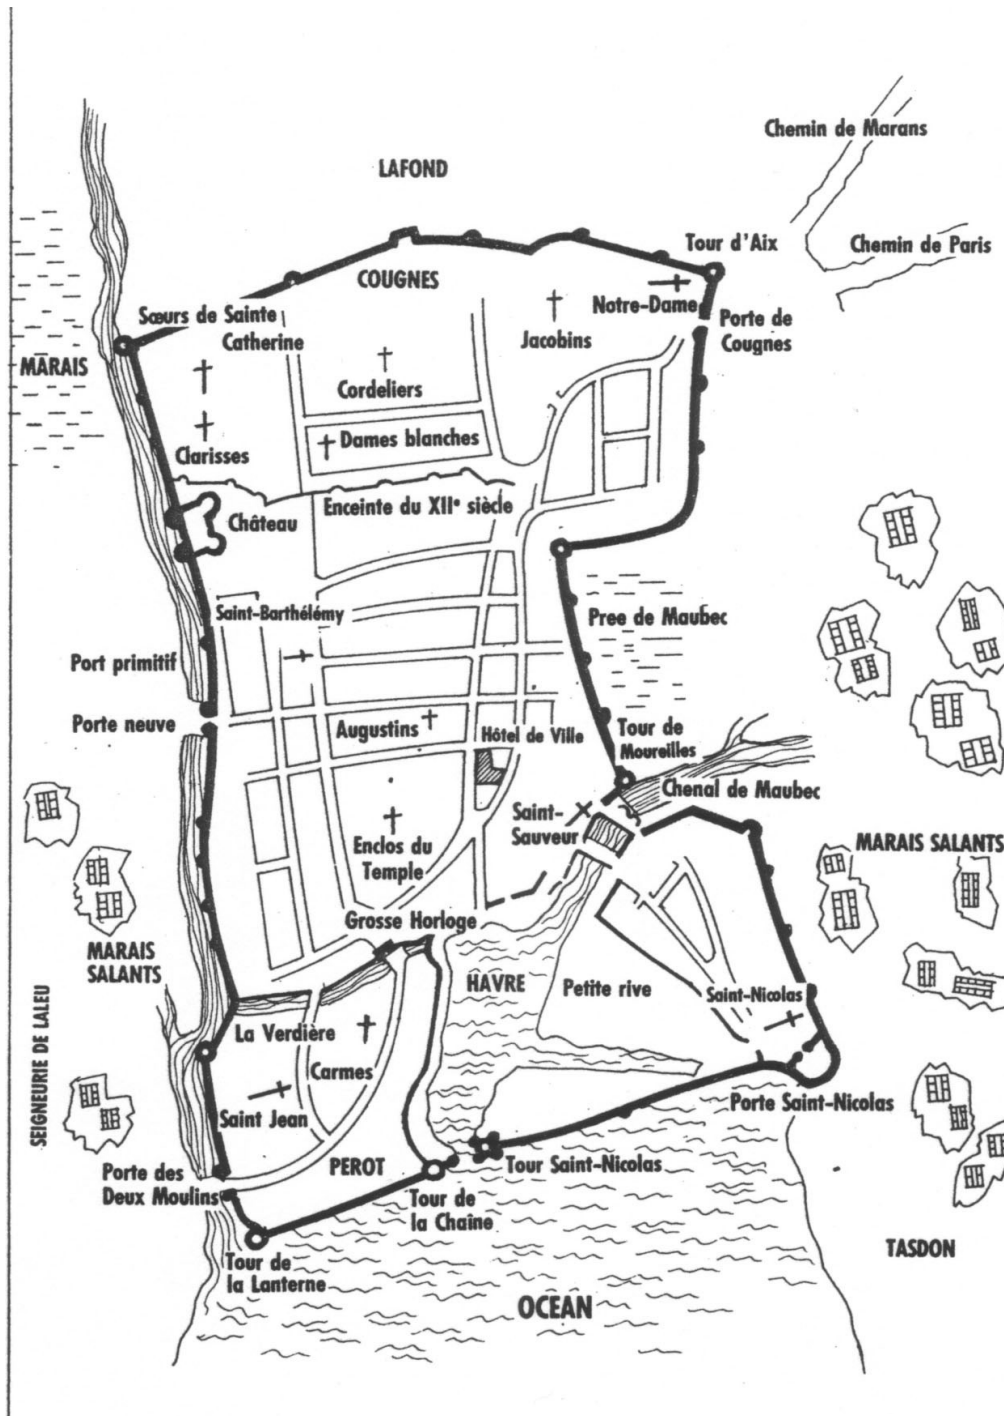 Chemin de Marans
LAFOND
Tour d'Aix
Chemin de Paris
COUGNES
Notre-Dame
Sœurs de Sainte
Catherine
Jacobins
Porte de
Cougnes
MĀRAIS
Cordeliers
Dames blanches
Clarisses
Enceinte du XIIe siècle
Château
Saint-Barthélémy
Pree de Maubec
Port primitif
Porte neuve
Augustins
Hôtel de Ville
Tour de
Moureilles
Chenal de Maubec
Saint-
Sauveur
Enclos du
Temple
MARAIS SALANTS
Grosse Horloge
MARAIS
SALANTS
HAVRE
Petite rive
Saint-Nicolas
SEIGNEURIE DE LALEU
La Verdière
Carmes
Saint Jean
Porte Saint-Nicolas
PEROT
Tour Saint-Nicolas
Porte des
Deux Moulins
Tour de
la Chaîne
Tour de
la Lanterne
TASDON
OCEAN